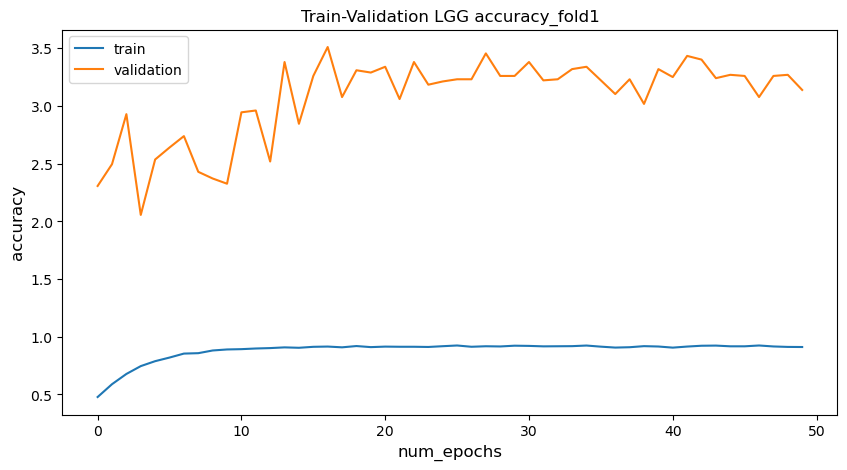 Train-Validation LGG accuracy_fold1
train
validation
accuracy
3.5
3.0
2.5
2.0
1.5
1.0
0.5
0 10 20 30 40 50
num_epochs